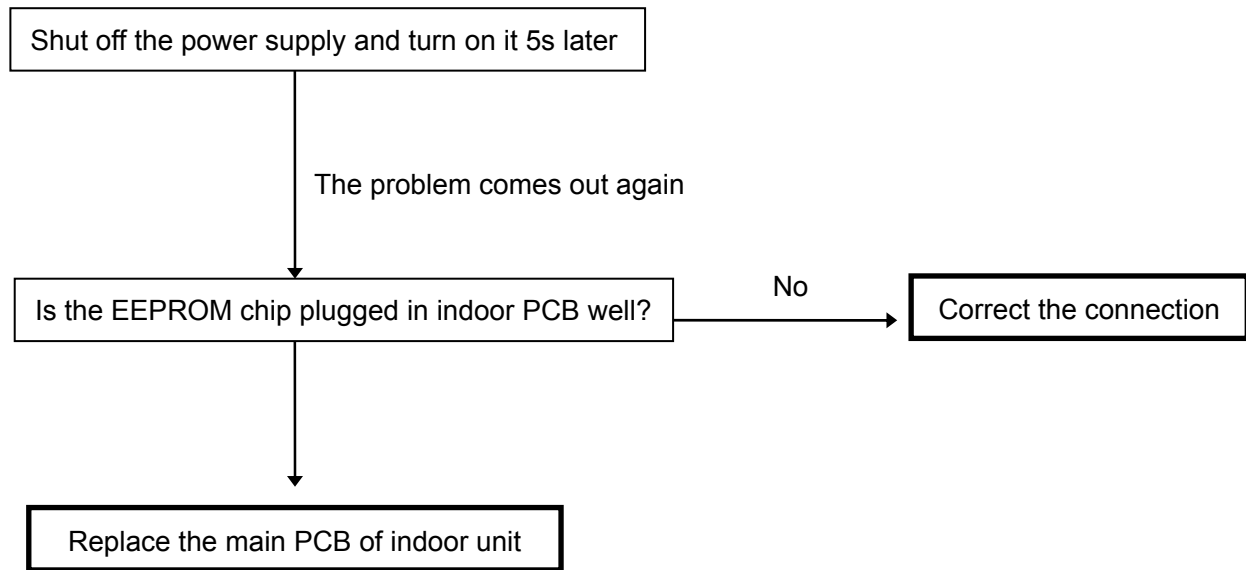 Shut off the power supply and turn on it 5s later
The problem comes out again
Is the EEPROM chip plugged in indoor PCB well?
No
Correct the connection
Replace the main PCB of indoor unit